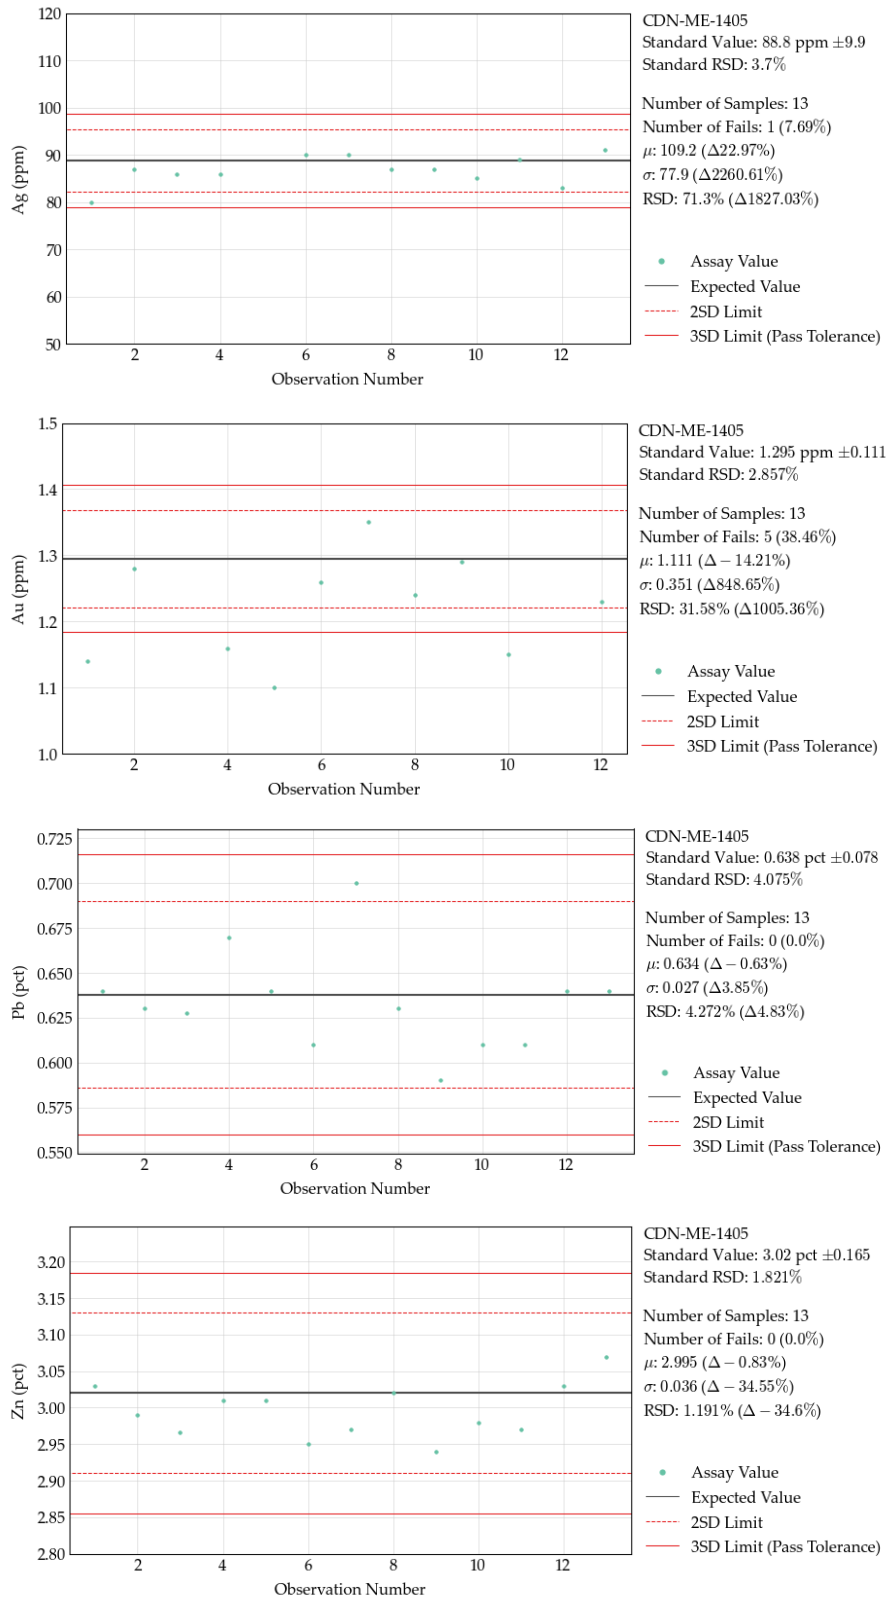 120
110
100
90
80
70
60
50
Ag (ppm)
2 4 6 8 10 12
Observation Number
CDN-ME-1405
Standard Value: 88.8 ppm ±9.9
Standard RSD: 3.7%
Number of Samples: 13
Number of Fails: 1 (7.69%)
μ: 109.2 (Δ22.97%)
σ: 77.9 (Δ2260.61%)
RSD: 71.3% (Δ1827.03%)
Assay Value
Expected Value
2SD Limit
3SD Limit (Pass Tolerance)
1.5
1.4
1.3
1.2
1.1
1.0
Au (ppm)
2 4 6 8 10 12
Observation Number
CDN-ME-1405
Standard Value: 1.295 ppm ±0.111
Standard RSD: 2.857%
Number of Samples: 13
Number of Fails: 5 (38.46%)
μ: 1.111 (Δ − 14.21%)
σ: 0.351 (Δ848.65%)
RSD: 31.58% (Δ1005.36%)
Assay Value
Expected Value
2SD Limit
3SD Limit (Pass Tolerance)
0.725
0.700
0.675
0.650
0.625
0.600
0.575
0.550
Pb (pct)
2 4 6 8 10 12
Observation Number
CDN-ME-1405
Standard Value: 0.638 pct ±0.078
Standard RSD: 4.075%
Number of Samples: 13
Number of Fails: 0 (0.0%)
μ: 0.634 (Δ − 0.63%)
σ: 0.027 (Δ3.85%)
RSD: 4.272% (Δ4.83%)
Assay Value
Expected Value
2SD Limit
3SD Limit (Pass Tolerance)
3.20
3.15
3.10
3.05
3.00
2.95
2.90
2.85
2.80
Zn (pct)
2 4 6 8 10 12
Observation Number
CDN-ME-1405
Standard Value: 3.02 pct ±0.165
Standard RSD: 1.821%
Number of Samples: 13
Number of Fails: 0 (0.0%)
μ: 2.995 (Δ − 0.83%)
σ: 0.036 (Δ − 34.55%)
RSD: 1.191% (Δ − 34.6%)
Assay Value
Expected Value
2SD Limit
3SD Limit (Pass Tolerance)